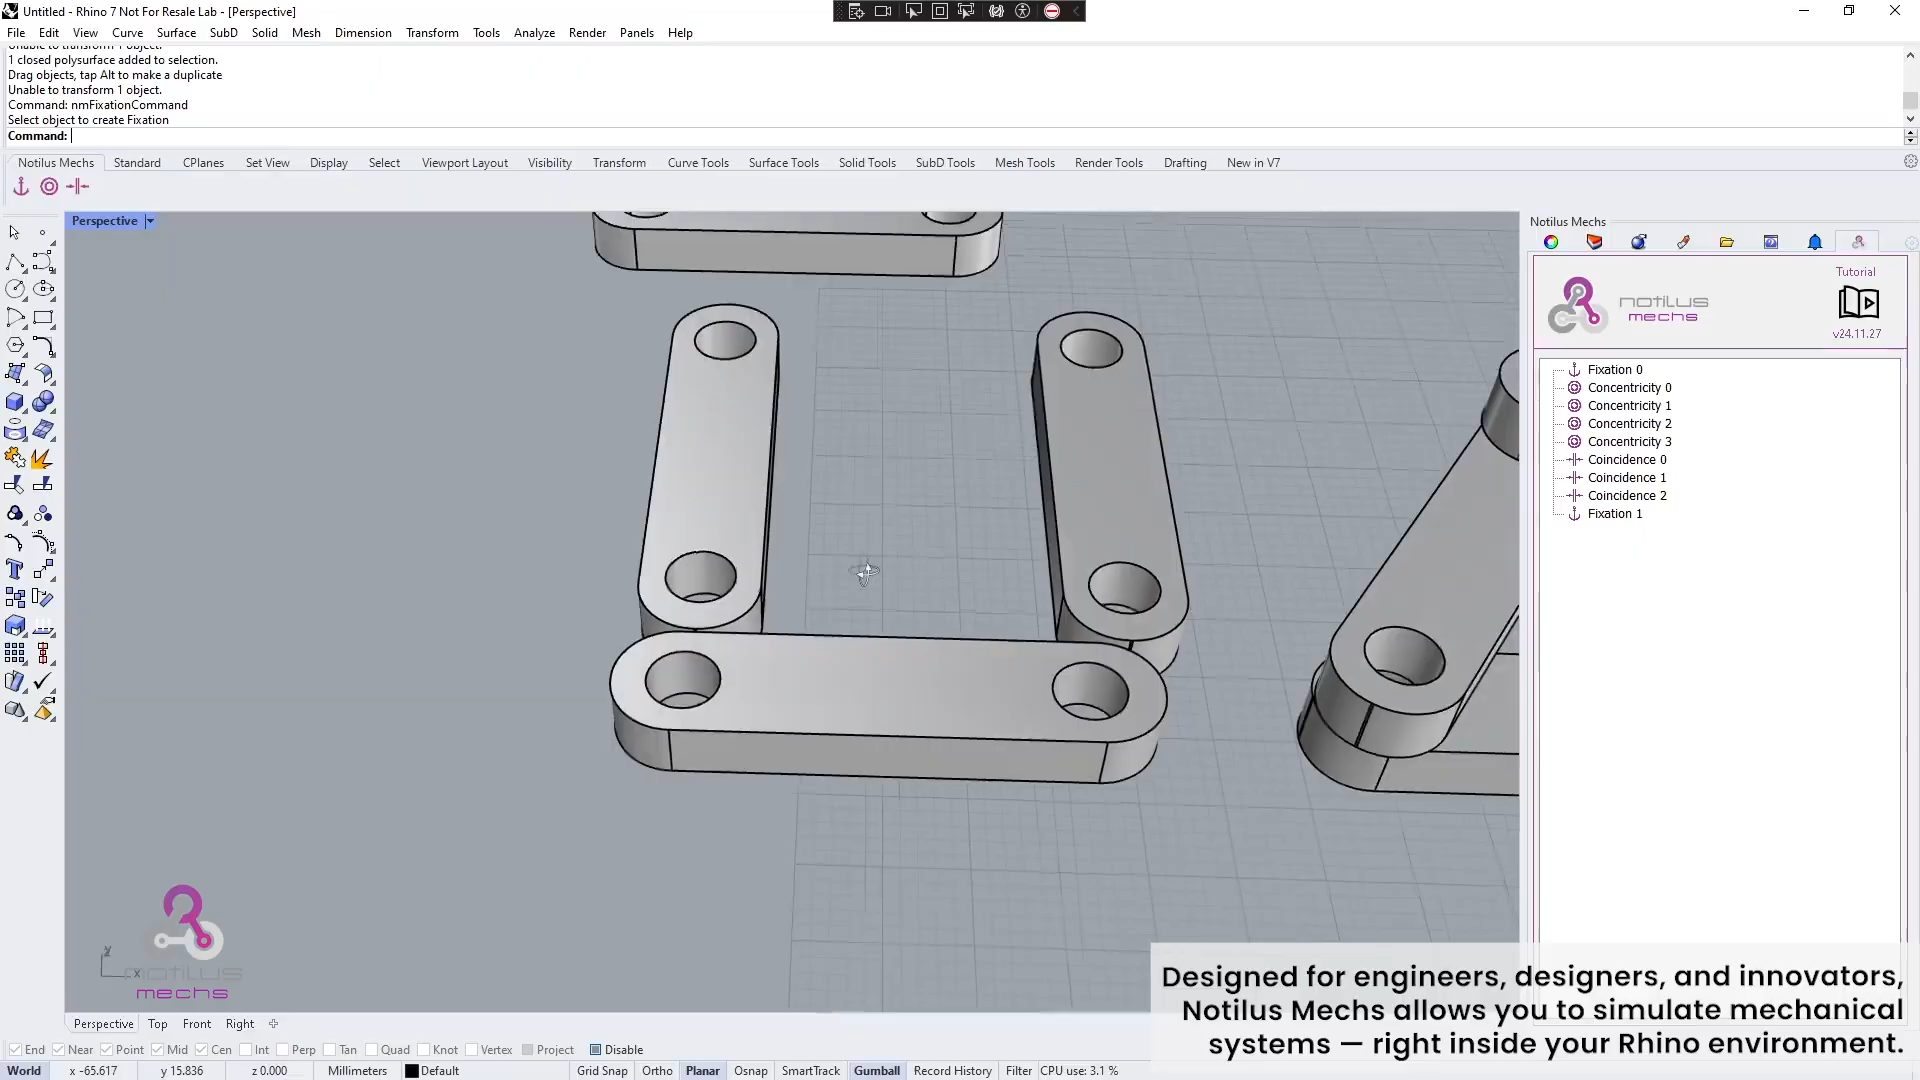 Untitled - Rhino 7 Not For Resale Lab - [Perspective]
File Edit View Curve Surface SubD Solid Mesh Dimension Transform Tools Analyze Render Panels Help
Unable to transform 1 object.
1 closed polysurface added to selection.
Drag objects, tap Alt to make a duplicate
Unable to transform 1 object.
Command: nmFixationCommand
Select object to create Fixation
Command:
Notilus Mechs Standard CPlanes Set View Display Select Viewport Layout Visibility Transform Curve Tools Surface Tools Solid Tools SubD Tools Mesh Tools Render Tools Drafting New in V7
Perspective
Notilus Mechs
Tutorial
notilus
mechs
v24.11.27
Fixation 0
Concentricity 0
Concentricity 1
Concentricity 2
Concentricity 3
Coincidence 0
Coincidence 1
Coincidence 2
Fixation 1
y
x
notilus
mechs
Designed for engineers, designers, and innovators,
Notilus Mechs allows you to simulate mechanical
systems — right inside your Rhino environment.
Perspective Top Front Right
End Near Point Mid Cen Int Perp Tan Quad Knot Vertex Project Disable
World x -65.617 y 15.836 z 0.000 Millimeters Default Grid Snap Ortho Planar Osnap SmartTrack Gumball Record History Filter CPU use: 3.1 %